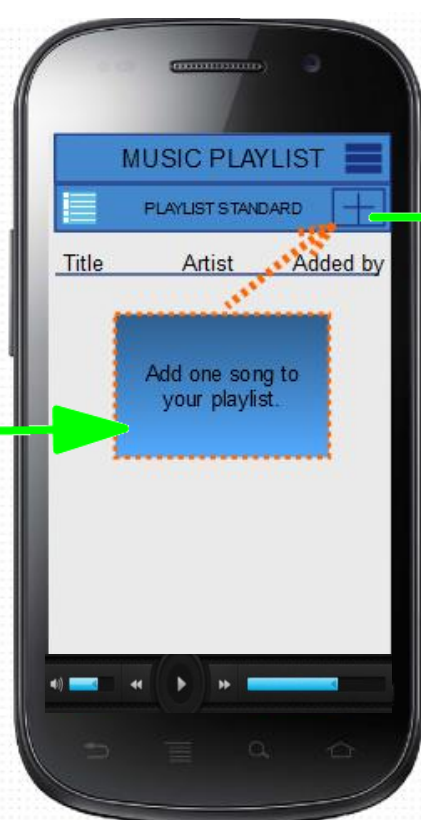 MUSIC PLAYLIST
PLAYLIST STANDARD
Title Artist Added by
Add one song to
your playlist.